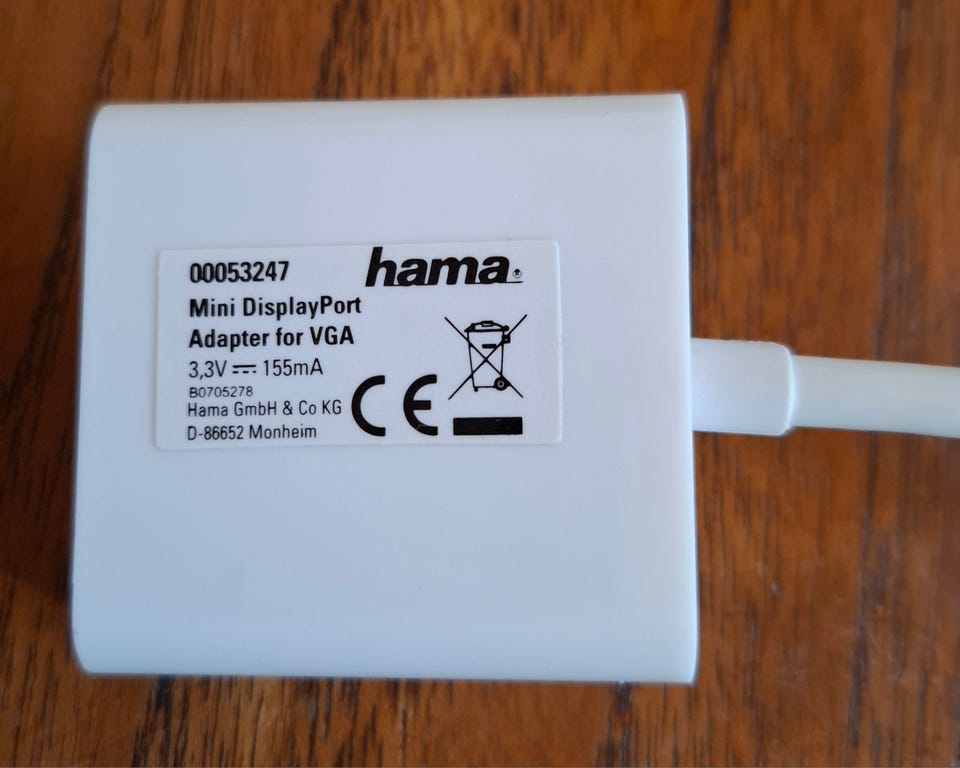 00053247
hama
Mini DisplayPort
Adapter for VGA
3,3V ⎓ 155mA
B0705278
Hama GmbH & Co KG
D-86652 Monheim
CE